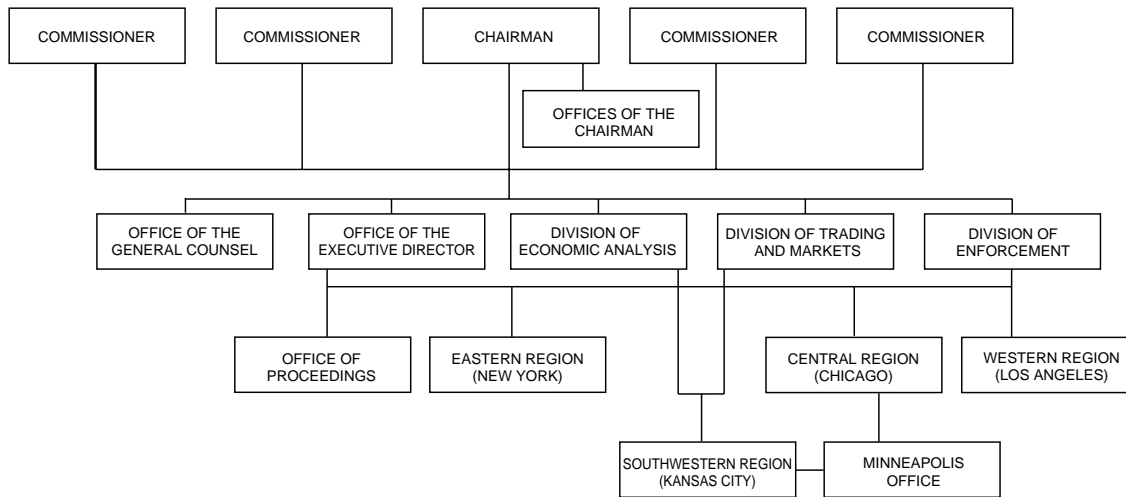 COMMISSIONER
COMMISSIONER
CHAIRMAN
COMMISSIONER
COMMISSIONER
OFFICES OF THE
CHAIRMAN
OFFICE OF THE
GENERAL COUNSEL
OFFICE OF THE
EXECUTIVE DIRECTOR
DIVISION OF
ECONOMIC ANALYSIS
DIVISION OF TRADING
AND MARKETS
DIVISION OF
ENFORCEMENT
OFFICE OF
PROCEEDINGS
EASTERN REGION
(NEW YORK)
CENTRAL REGION
(CHICAGO)
WESTERN REGION
(LOS ANGELES)
SOUTHWESTERN REGION
(KANSAS CITY)
MINNEAPOLIS
OFFICE